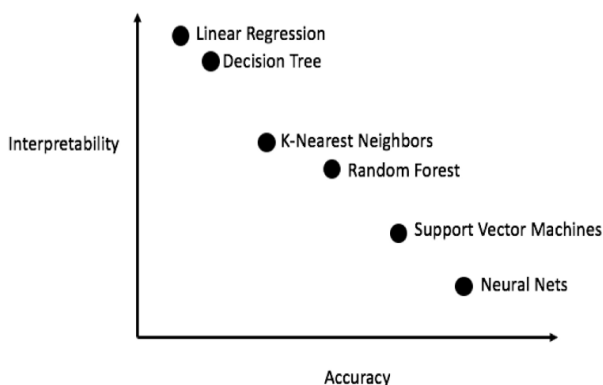 Linear Regression
Decision Tree
Interpretability
K-Nearest Neighbors
Random Forest
Support Vector Machines
Neural Nets
Accuracy